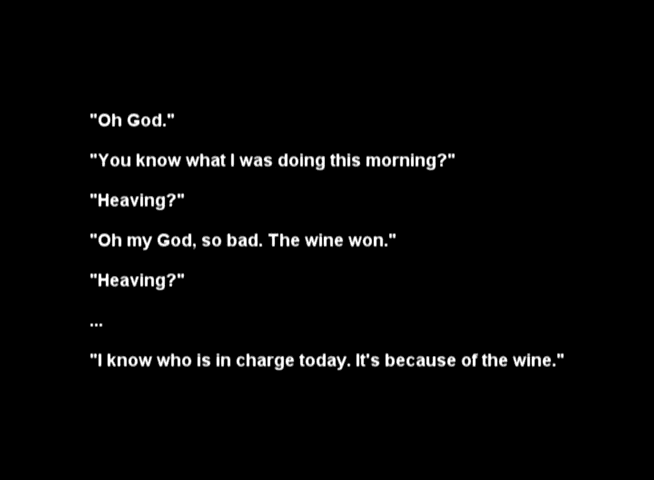 "Oh God."
"You know what I was doing this morning?"
"Heaving?"
"Oh my God, so bad. The wine won."
"Heaving?"
...
"I know who is in charge today. It's because of the wine."